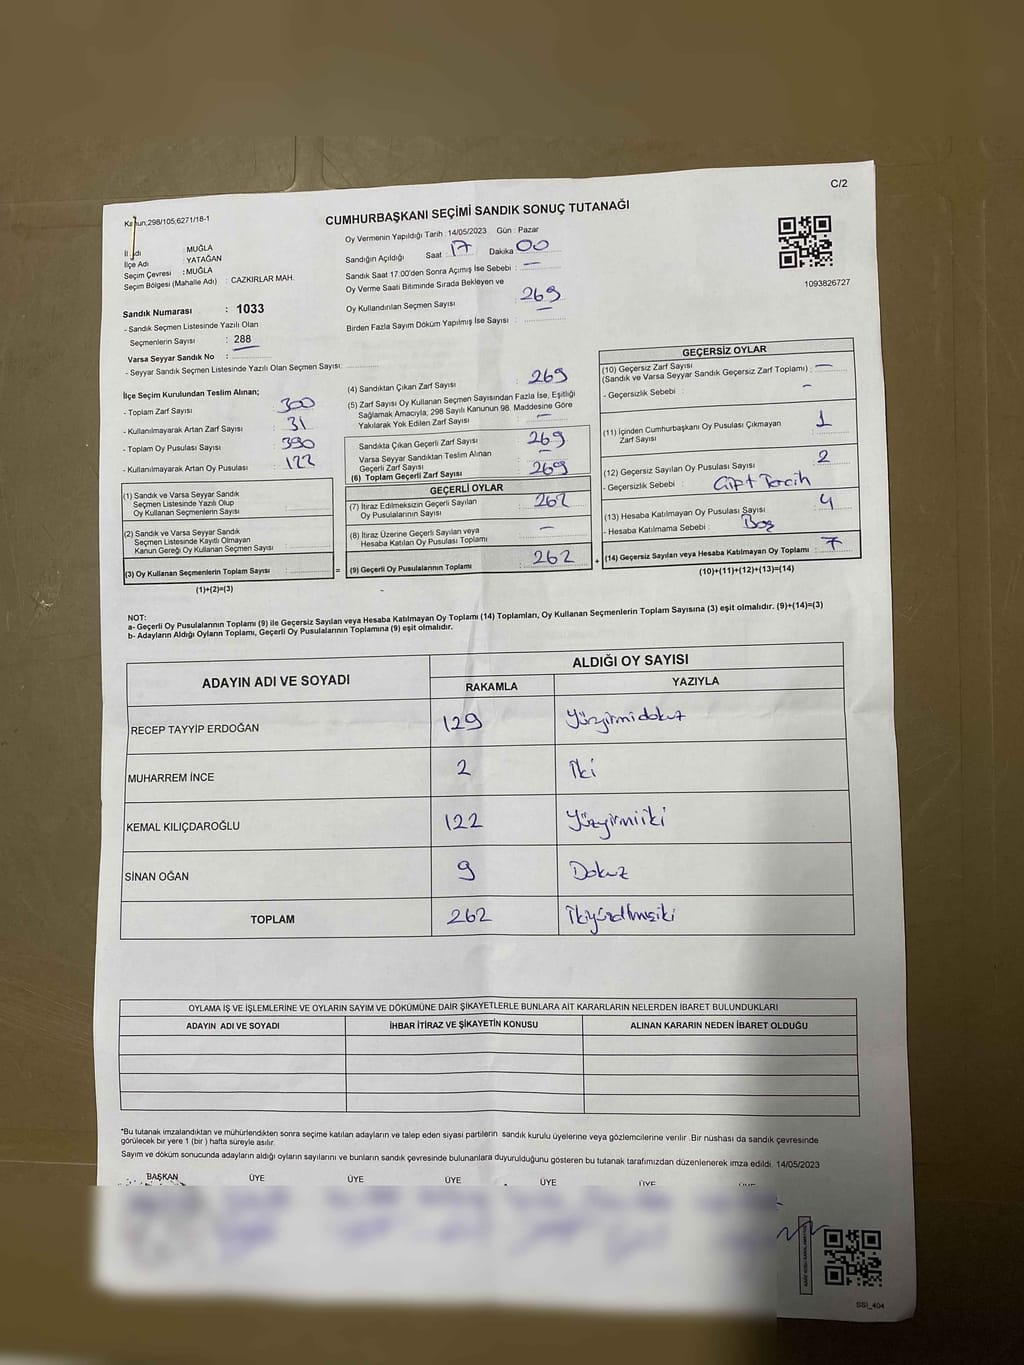 C/2
Kanun,298/105,6271/18-1
CUMHURBAŞKANI SEÇİMİ SANDIK SONUÇ TUTANAĞI
İl Adı : MUĞLA
İlçe Adı : YATAĞAN
Seçim Çevresi : MUĞLA
Seçim Bölgesi (Mahalle Adı) : CAZKIRLAR MAH.
Sandık Numarası : 1033
- Sandık Seçmen Listesinde Yazılı Olan
Seçmenlerin Sayısı : 288
Varsa Seyyar Sandık No :
- Seyyar Sandık Seçmen Listesinde Yazılı Olan Seçmen Sayısı:
Oy Vermenin Yapıldığı Tarih : 14/05/2023 Gün : Pazar
Sandığın Açıldığı Saat 17 Dakika 00
Sandık Saat 17:00'den Sonra Açımış İse Sebebi : —
Oy Verme Saati Bitiminde Sırada Bekleyen ve
Oy Kullandırılan Seçmen Sayısı : 269
Birden Fazla Sayım Döküm Yapılmış İse Sayısı :
1093826727
İlçe Seçim Kurulundan Teslim Alınan;
- Toplam Zarf Sayısı : 300
- Kullanılmayarak Artan Zarf Sayısı : 31
- Toplam Oy Pusulası Sayısı : 390
- Kullanılmayarak Artan Oy Pusulası : 122
(1) Sandık ve Varsa Seyyar Sandık
Seçmen Listesinde Yazılı Olup
Oy Kullanan Seçmenlerin Sayısı :
(2) Sandık ve Varsa Seyyar Sandık
Seçmen Listesinde Kayıtlı Olmayan
Kanun Gereği Oy Kullanan Seçmen Sayısı :
(3) Oy Kullanan Seçmenlerin Toplam Sayısı : =
(1)+(2)=(3)
(4) Sandıktan Çıkan Zarf Sayısı : 269
(5) Zarf Sayısı Oy Kullanan Seçmen Sayısından Fazla İse, Eşitliği
Sağlamak Amacıyla, 298 Sayılı Kanunun 98. Maddesine Göre
Yakılarak Yok Edilen Zarf Sayısı : —
Sandıkta Çıkan Geçerli Zarf Sayısı : 269
Varsa Seyyar Sandıktan Teslim Alınan
Geçerli Zarf Sayısı : —
(6) Toplam Geçerli Zarf Sayısı : 269
GEÇERLİ OYLAR
(7) İtiraz Edilmeksizin Geçerli Sayılan
Oy Pusulalarının Sayısı : 262
(8) İtiraz Üzerine Geçerli Sayılan veya
Hesaba Katılan Oy Pusulası Toplamı : —
(9) Geçerli Oy Pusulalarının Toplamı : 262 +
GEÇERSİZ OYLAR
(10) Geçersiz Zarf Sayısı
(Sandık ve Varsa Seyyar Sandık Geçersiz Zarf Toplamı) : —
- Geçersizlik Sebebi : -
(11) İçinden Cumhurbaşkanı Oy Pusulası Çıkmayan
Zarf Sayısı : 1
(12) Geçersiz Sayılan Oy Pusulası Sayısı : 2
- Geçersizlik Sebebi : Çift Tercih
(13) Hesaba Katılmayan Oy Pusulası Sayısı : 4
- Hesaba Katılmama Sebebi : Boş
(14) Geçersiz Sayılan veya Hesaba Katılmayan Oy Toplamı : 7
(10)+(11)+(12)+(13)=(14)
NOT:
a- Geçerli Oy Pusulalarının Toplamı (9) ile Geçersiz Sayılan veya Hesaba Katılmayan Oy Toplamı (14) Toplamları, Oy Kullanan Seçmenlerin Toplam Sayısına (3) eşit olmalıdır. (9)+(14)=(3)
b- Adayların Aldığı Oyların Toplamı, Geçerli Oy Pusulalarının Toplamına (9) eşit olmalıdır.
ADAYIN ADI VE SOYADI ALDIĞI OY SAYISI
RAKAMLA YAZIYLA
RECEP TAYYİP ERDOĞAN 129 Yüzyirmidokuz
MUHARREM İNCE 2 İki
KEMAL KILIÇDAROĞLU 122 Yüzyirmiiki
SİNAN OĞAN 9 Dokuz
TOPLAM 262
OYLAMA İŞ VE İŞLEMLERİNE VE OYLARIN SAYIM VE DÖKÜMÜNE DAİR ŞİKAYETLERLE BUNLARA AİT KARARLARIN NELERDEN İBARET BULUNDUKLARI
ADAYIN ADI VE SOYADI İHBAR İTİRAZ VE ŞİKAYETİN KONUSU ALINAN KARARIN NEDEN İBARET OLDUĞU
*Bu tutanak imzalandıktan ve mühürlendikten sonra seçime katılan adayların ve talep eden siyasi partilerin sandık kurulu üyelerine veya gözlemcilerine verilir .Bir nüshası da sandık çevresinde
görülecek bir yere 1 (bir ) hafta süreyle asılır.
Sayım ve döküm sonucunda adayların aldığı oyların sayılarını ve bunların sandık çevresinde bulunanlara duyurulduğunu gösteren bu tutanak tarafımızdan düzenlenerek imza edildi. 14/05/2023
BAŞKAN ÜYE ÜYE ÜYE ÜYE ÜYE
SSI_404